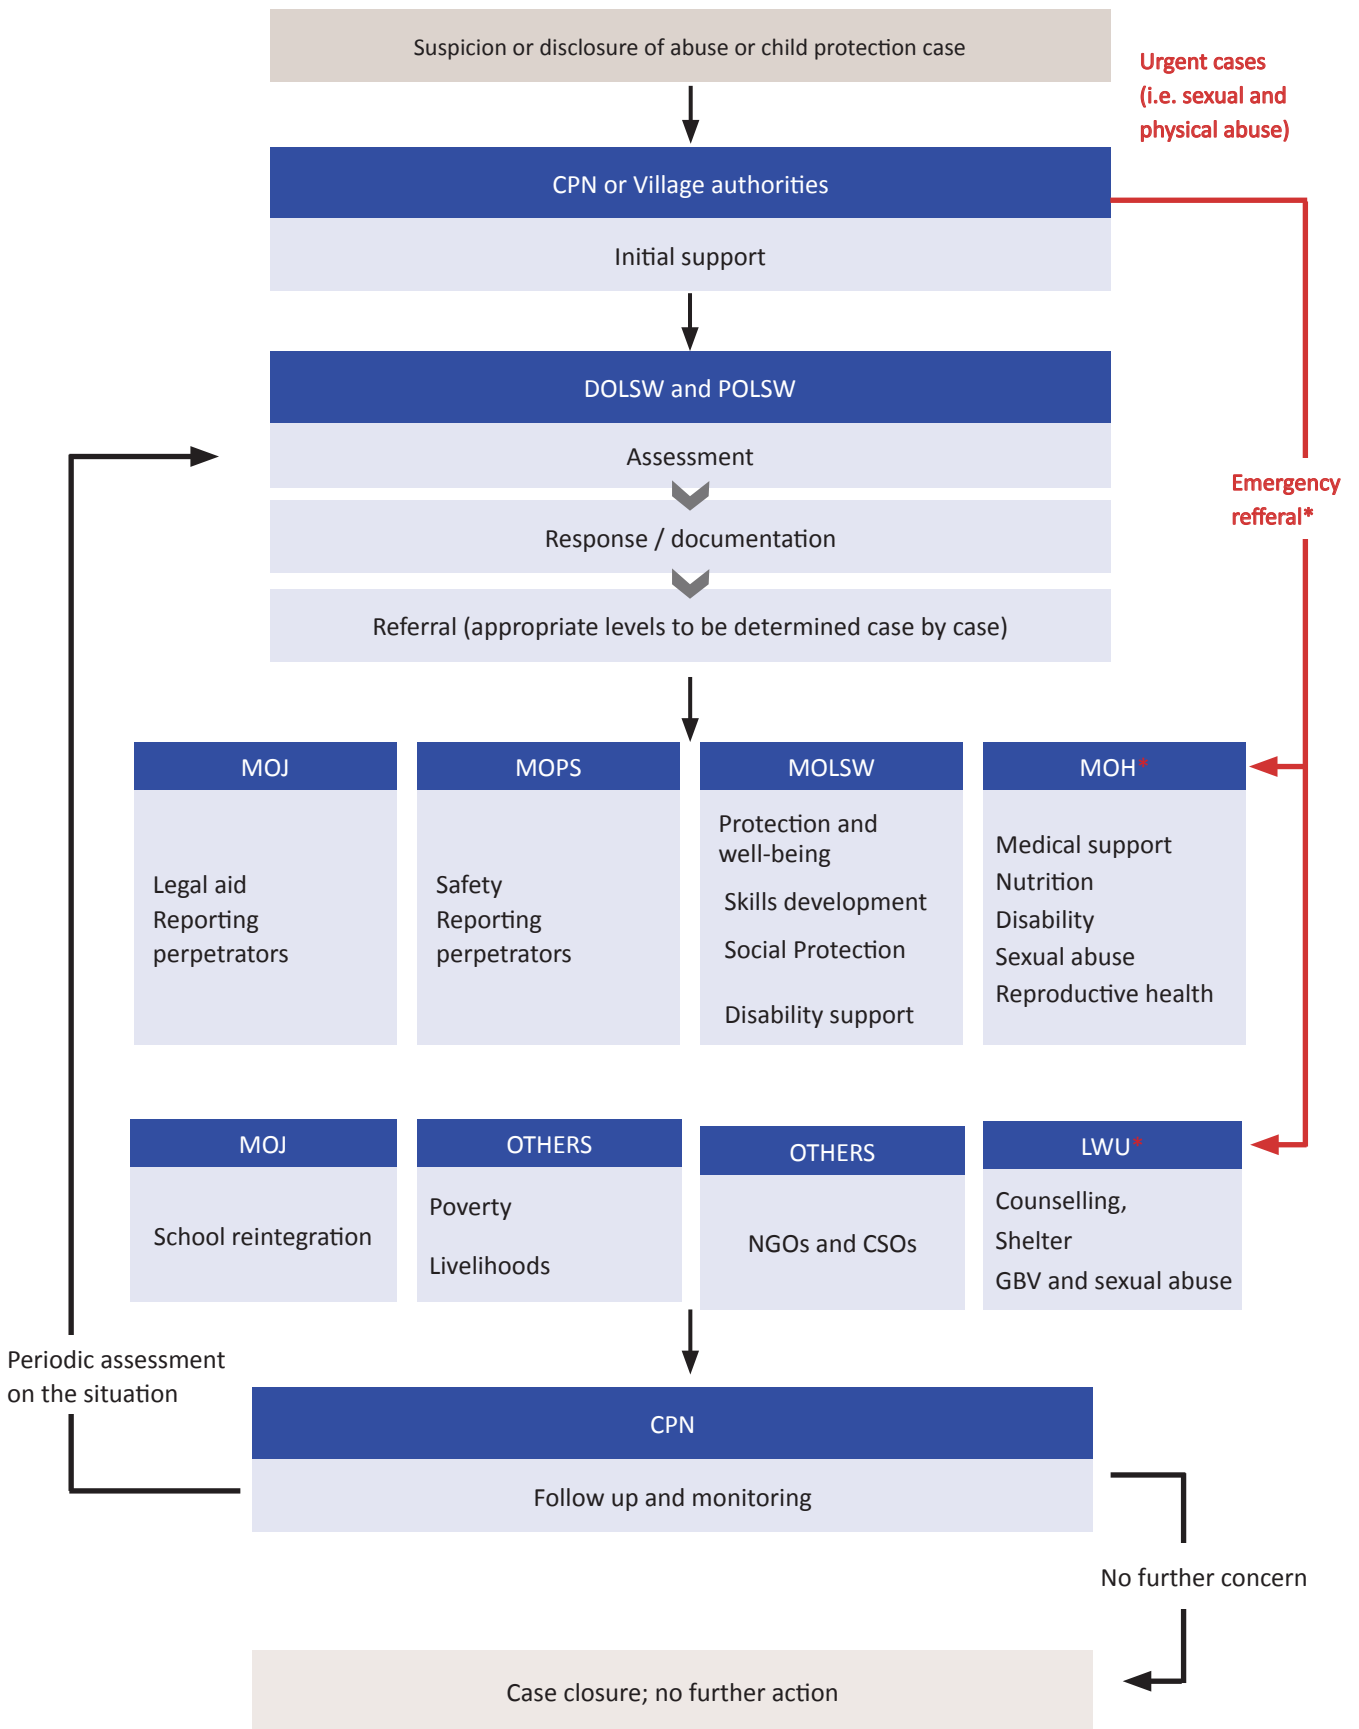 Suspicion or disclosure of abuse or child protection case
Urgent cases
(i.e. sexual and
physical abuse)
CPN or Village authorities
Initial support
DOLSW and POLSW
Assessment
Emergency
refferal*
Response / documentation
Referral (appropriate levels to be determined case by case)
MOJ
Legal aid
Reporting
perpetrators
MOPS
Safety
Reporting
perpetrators
MOLSW
Protection and
well-being
Skills development
Social Protection
Disability support
MOH*
Medical support
Nutrition
Disability
Sexual abuse
Reproductive health
MOJ
School reintegration
OTHERS
Poverty
Livelihoods
OTHERS
NGOs and CSOs
LWU*
Counselling,
Shelter
GBV and sexual abuse
Periodic assessment
on the situation
CPN
Follow up and monitoring
No further concern
Case closure; no further action